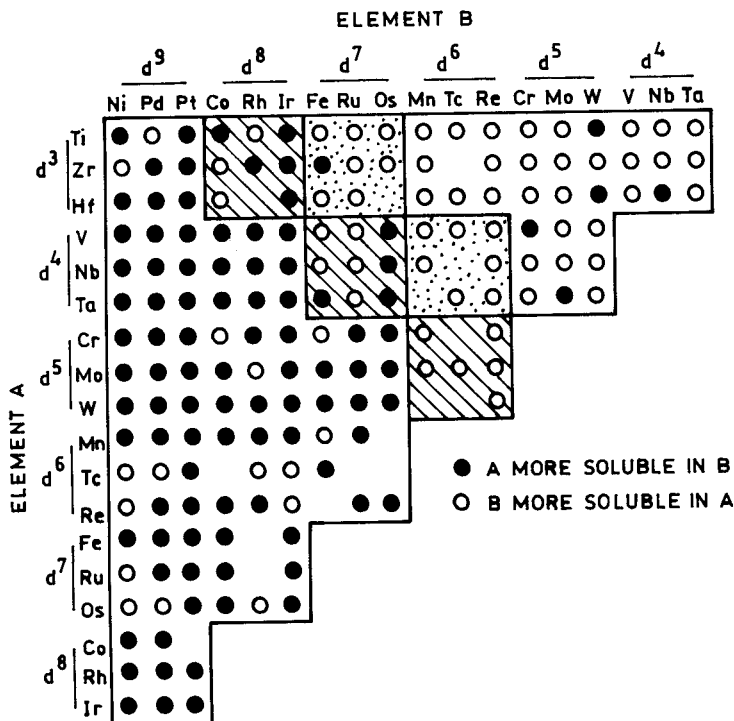 ELEMENT B
d9 d8 d7 d6 d5 d4
Ni Pd Pt Co Rh Ir Fe Ru Os Mn Tc Re Cr Mo W V Nb Ta
ELEMENT A
d3
Ti
Zr
Hf
d4
V
Nb
Ta
d5
Cr
Mo
W
d6
Mn
Tc
Re
d7
Fe
Ru
Os
d8
Co
Rh
Ir
A MORE SOLUBLE IN B
B MORE SOLUBLE IN A